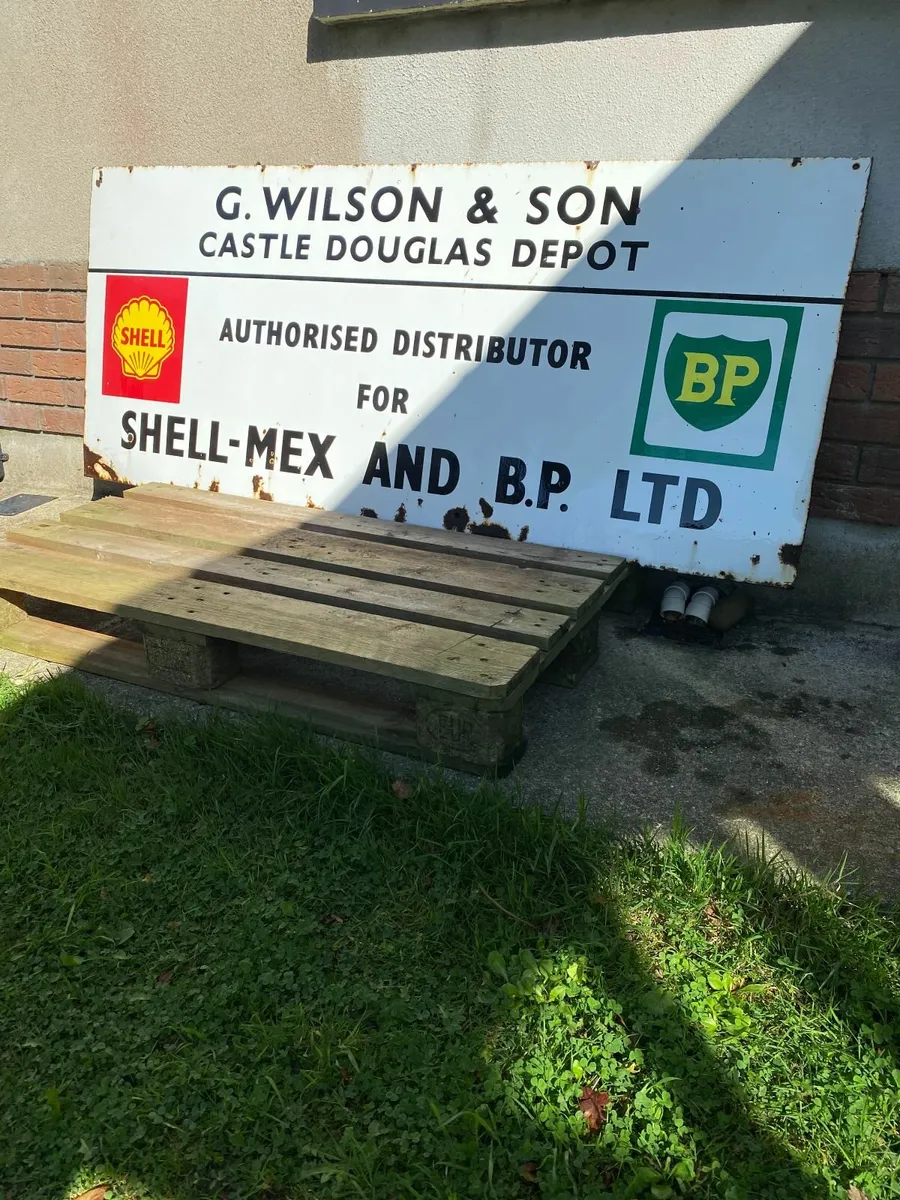 G. WILSON & SON
CASTLE DOUGLAS DEPOT
SHELL
AUTHORISED DISTRIBUTOR
FOR
BP
SHELL-MEX AND B.P. LTD